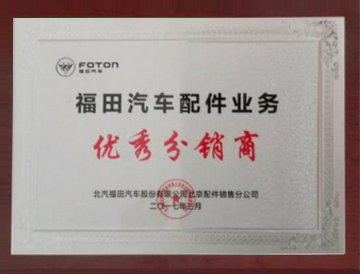 FOTON
福田汽车
福田汽车配件业务
优秀分销商
北汽福田汽车股份有限公司北京配件销售分公司
二〇一七年三月